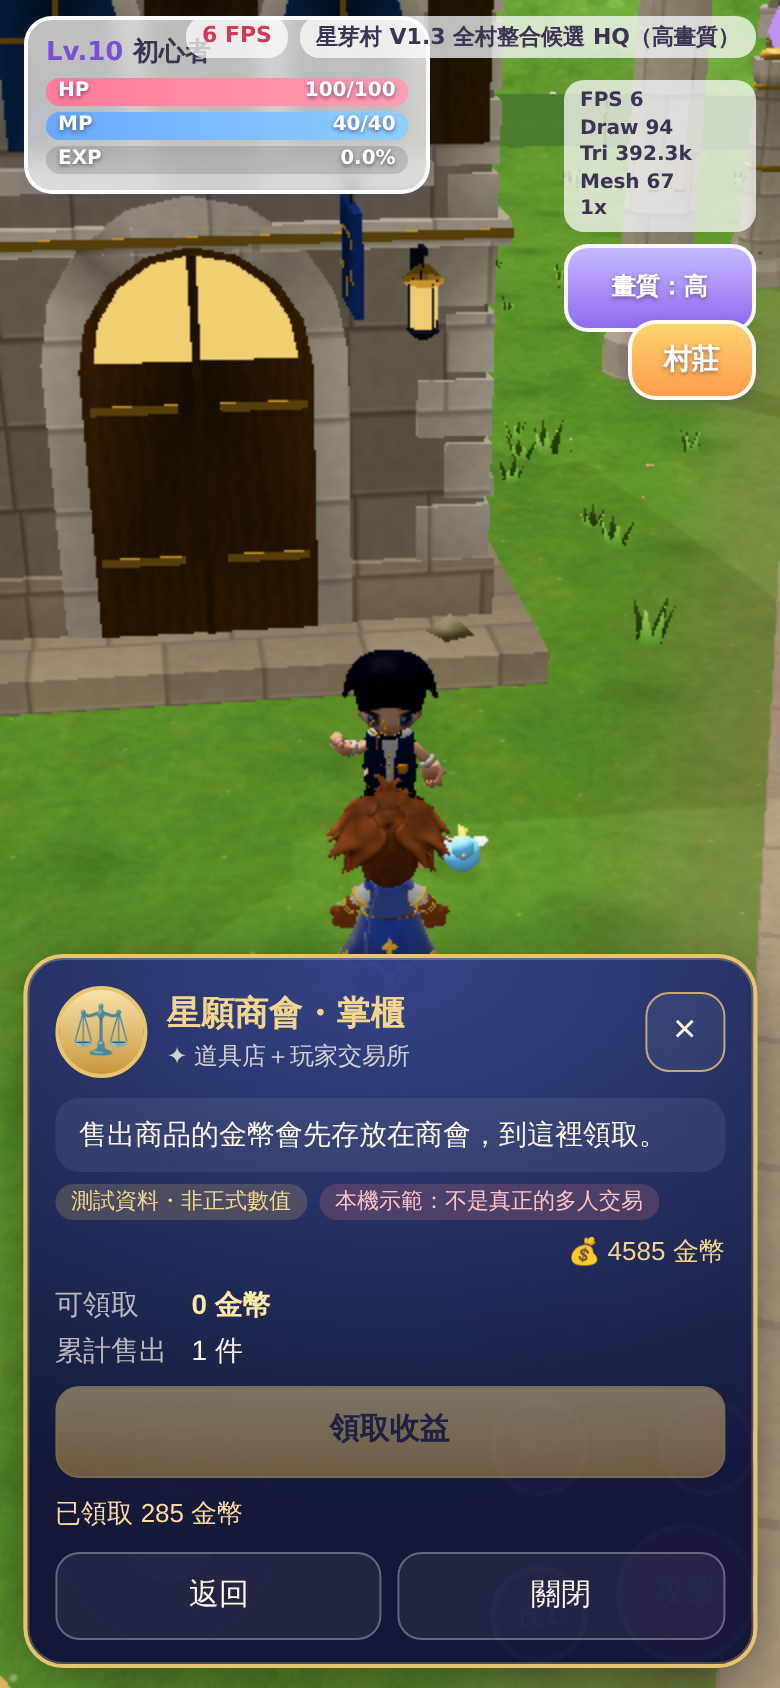 Lv.10 初心者
6 FPS
星芽村 V1.3 全村整合候選 HQ（高畫質）
HP 100/100
MP 40/40
EXP 0.0%
FPS 6
Draw 94
Tri 392.3k
Mesh 67
1x
畫質：高
村莊
星願商會・掌櫃
✦ 道具店＋玩家交易所
×
售出商品的金幣會先存放在商會，到這裡領取。
測試資料・非正式數值
本機示範：不是真正的多人交易
4585 金幣
可領取 0 金幣
累計售出 1 件
領取收益
已領取 285 金幣
返回
關閉